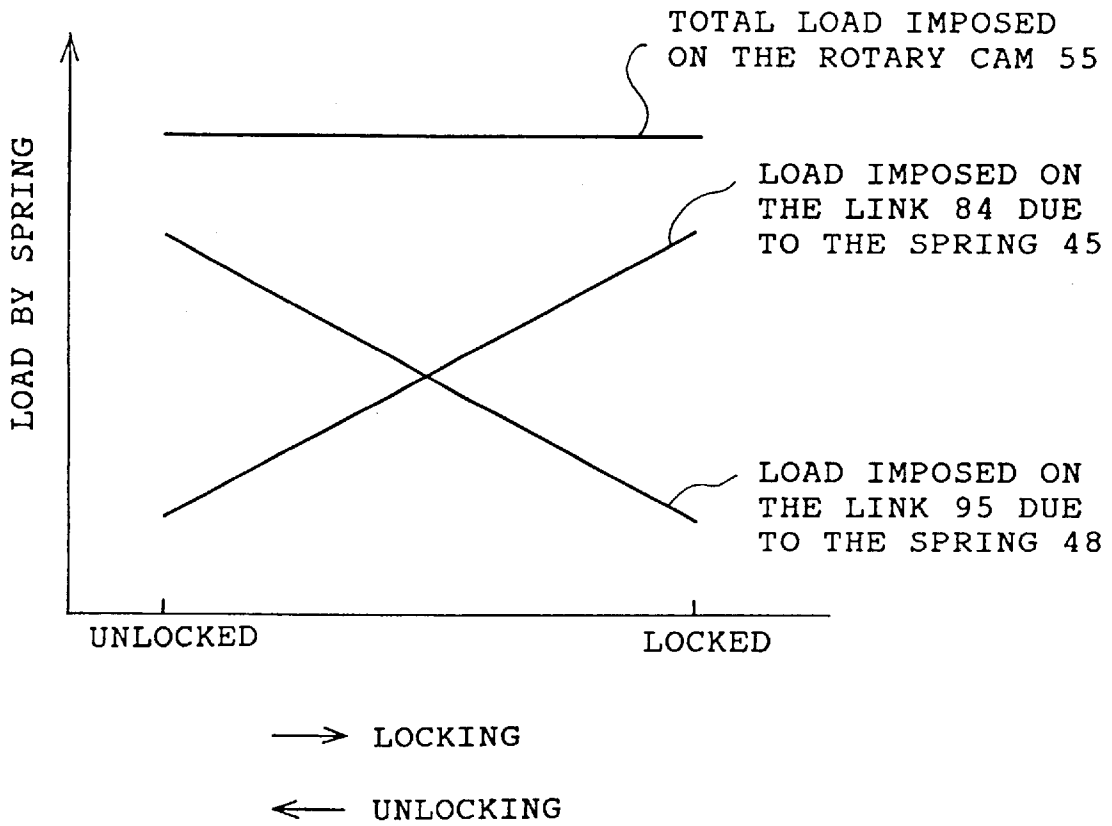 TOTAL LOAD IMPOSED
ON THE ROTARY CAM 55
LOAD BY SPRING
LOAD IMPOSED ON
THE LINK 84 DUE
TO THE SPRING 45
LOAD IMPOSED ON
THE LINK 95 DUE
TO THE SPRING 48
UNLOCKED
LOCKED
LOCKING
UNLOCKING